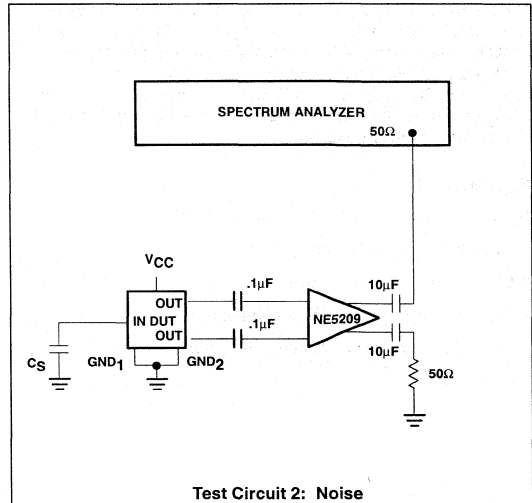 SPECTRUM ANALYZER
50Ω
VCC
OUT
IN DUT
OUT
GND1
GND2
CS
.1µF
.1µF
NE5209
10µF
10µF
50Ω
Test Circuit 2: Noise